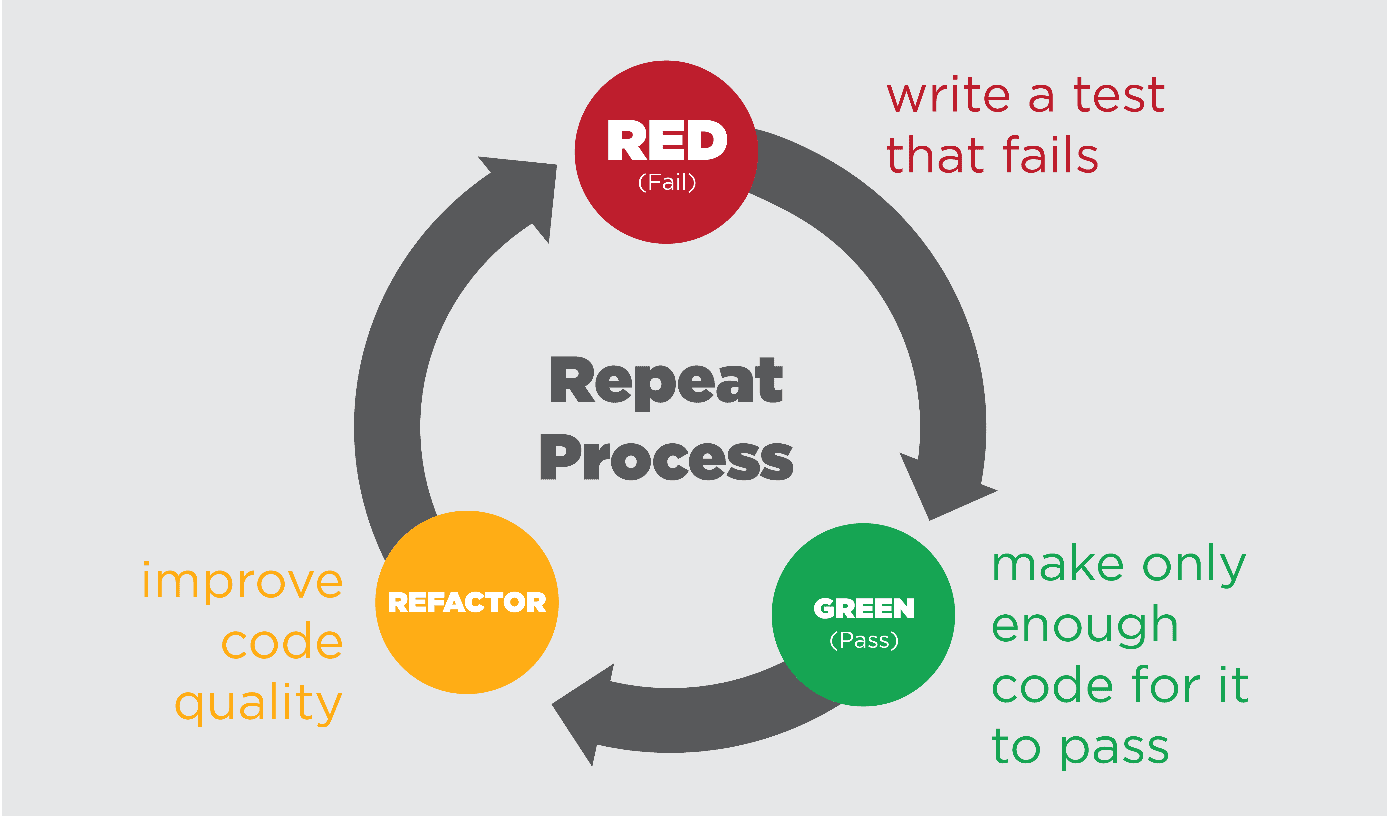 RED
(Fail)
write a test
that fails
Repeat
Process
GREEN
(Pass)
make only
enough
code for it
to pass
REFACTOR
improve
code
quality